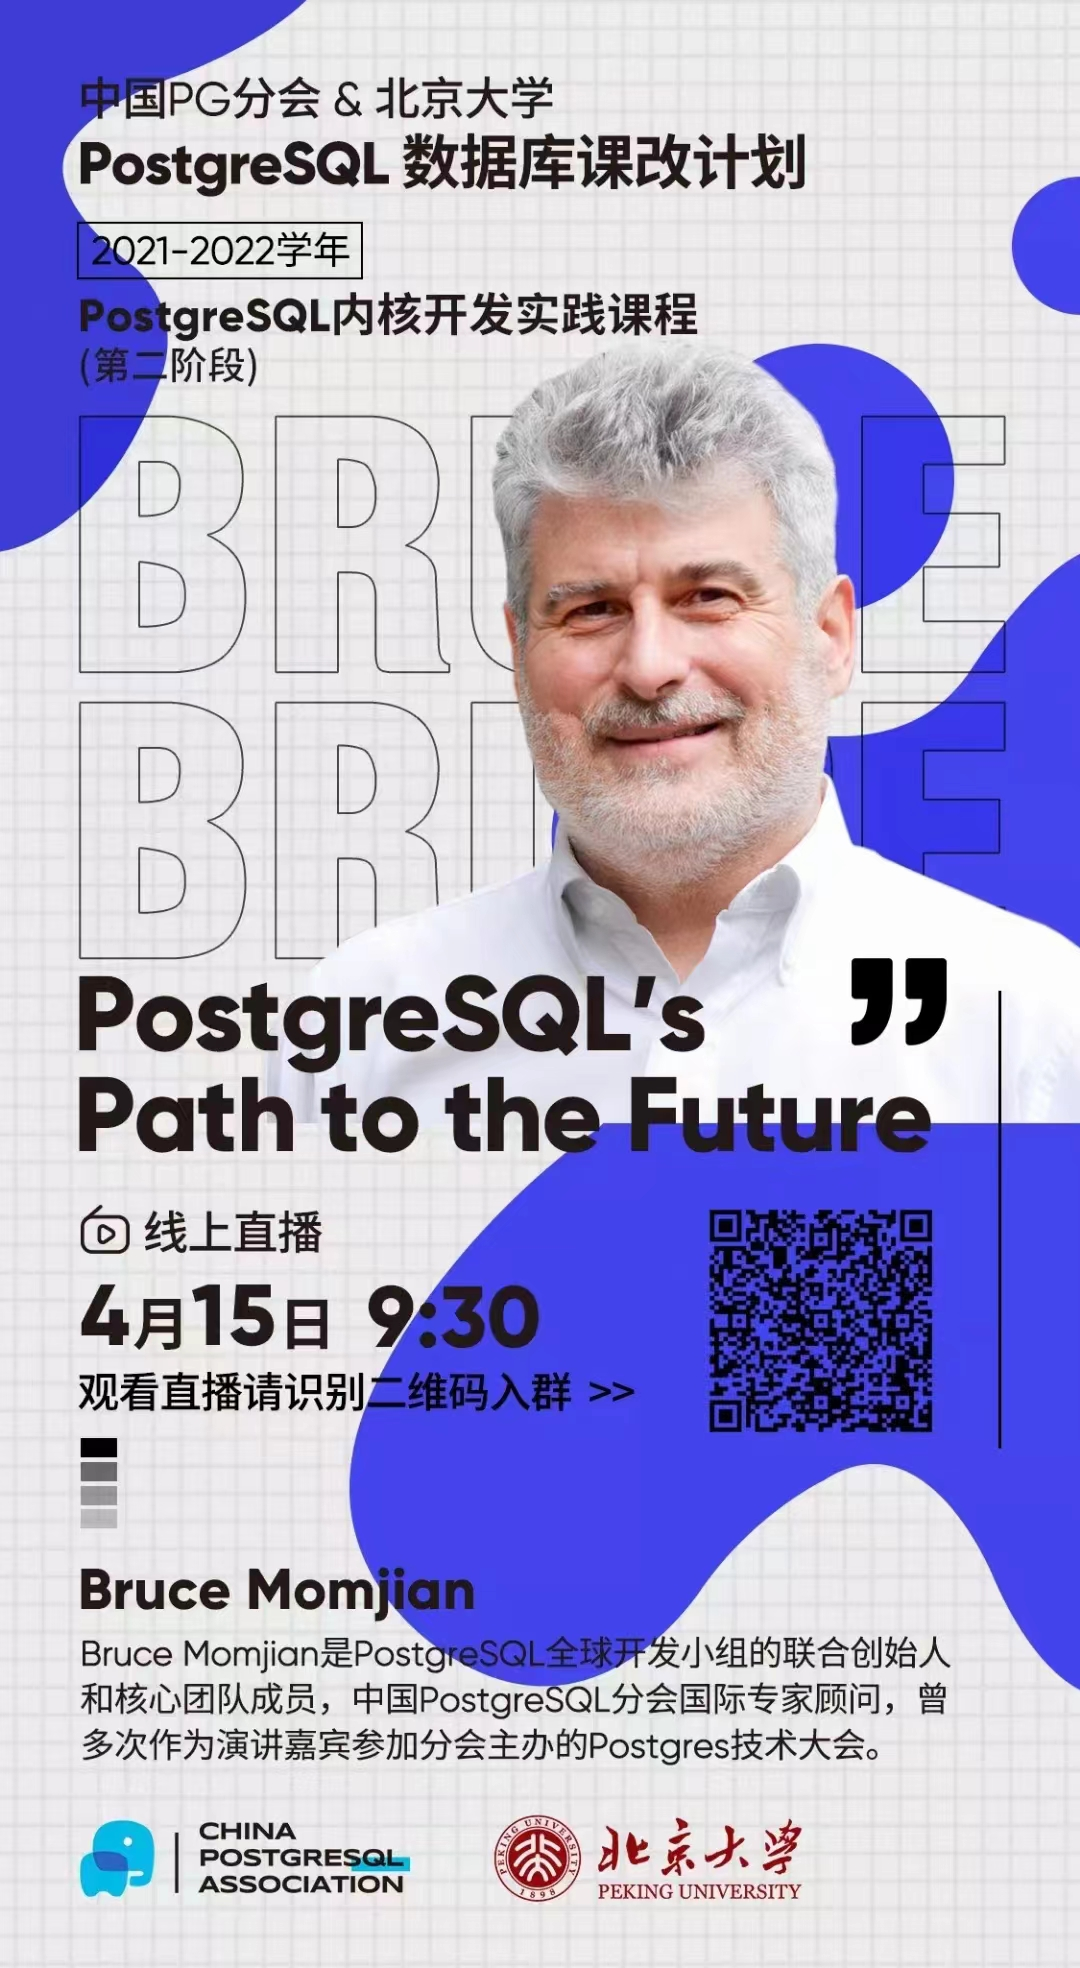 中国PG分会 & 北京大学
PostgreSQL 数据库课改计划
2021-2022学年
PostgreSQL内核开发实践课程
(第二阶段)
BRUCE
BRUCE
PostgreSQL’s
Path to the Future
”
线上直播
4月15日 9:30
观看直播请识别二维码入群 >>
Bruce Momjian
Bruce Momjian是PostgreSQL全球开发小组的联合创始人
和核心团队成员，中国PostgreSQL分会国际专家顾问，曾
多次作为演讲嘉宾参加分会主办的Postgres技术大会。
CHINA
POSTGRESQL
ASSOCIATION
PEKING UNIVERSITY
1898
北京大学
PEKING UNIVERSITY